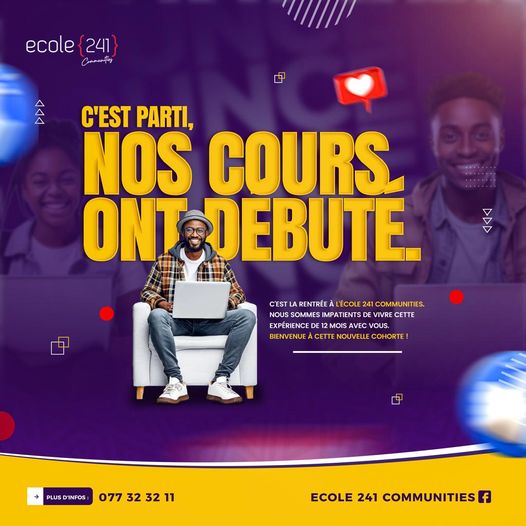 ecole {241}
Communities
C'EST PARTI,
NOS COURS
ONT DÉBUTÉ.
C'EST LA RENTRÉE À L'ÉCOLE 241 COMMUNITIES.
NOUS SOMMES IMPATIENTS DE VIVRE CETTE
EXPÉRIENCE DE 12 MOIS AVEC VOUS.
BIENVENUE À CETTE NOUVELLE COHORTE !
PLUS D'INFOS : 077 32 32 11
ECOLE 241 COMMUNITIES